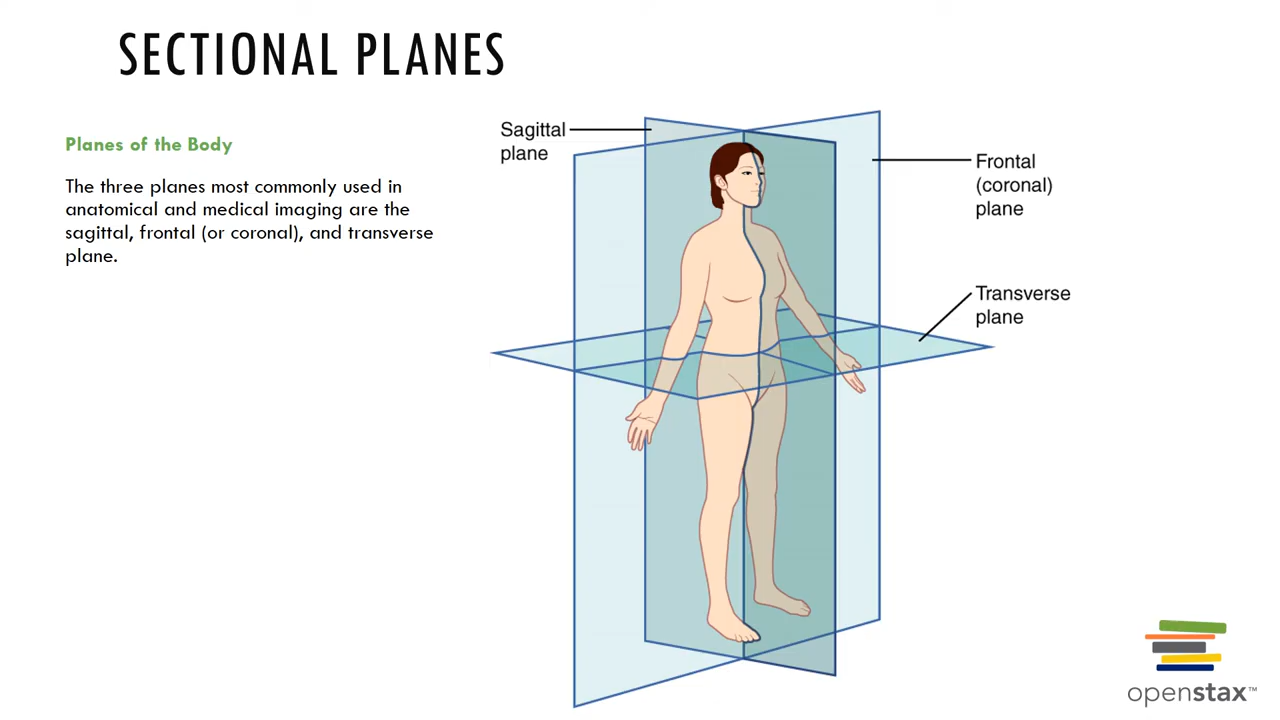 SECTIONAL PLANES
Planes of the Body
The three planes most commonly used in
anatomical and medical imaging are the
sagittal, frontal (or coronal), and transverse
plane.
Sagittal
plane
Frontal
(coronal)
plane
Transverse
plane
openstax™